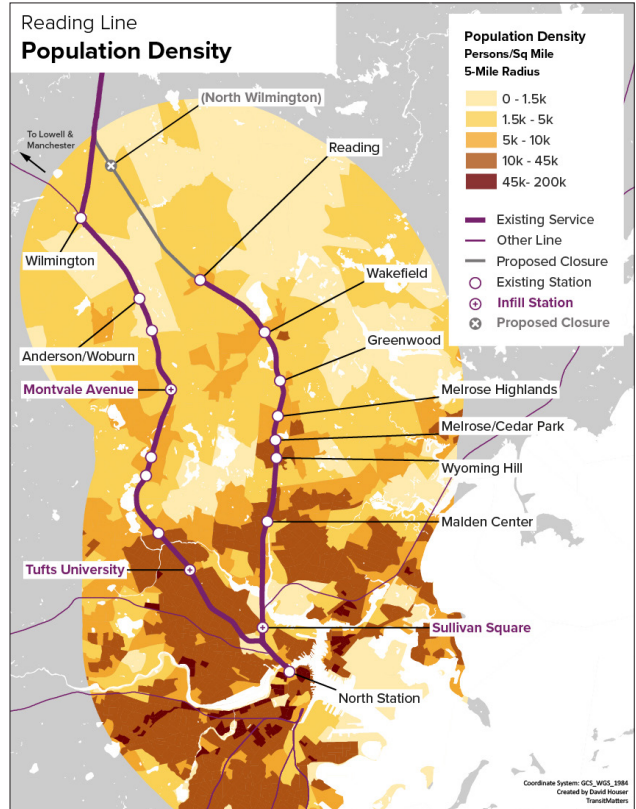 Reading Line
Population Density
Population Density
Persons/Sq Mile
5-Mile Radius
0 - 1.5k
1.5k - 5k
5k - 10k
10k - 45k
45k- 200k
Existing Service
Other Line
Proposed Closure
Existing Station
Infill Station
Proposed Closure
(North Wilmington)
To Lowell &
Manchester
Reading
Wilmington
Wakefield
Anderson/Woburn
Greenwood
Montvale Avenue
Melrose Highlands
Melrose/Cedar Park
Wyoming Hill
Malden Center
Tufts University
Sullivan Square
North Station
Coordinate System: GCS_WGS_1984
Created by David Houser
TransitMatters